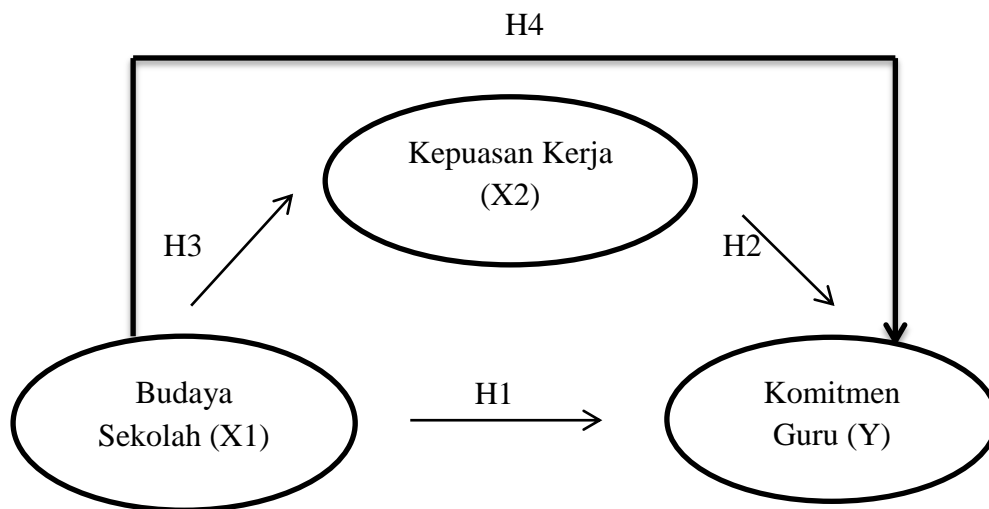 H4
Kepuasan Kerja
(X2)
H3
H2
Budaya
Sekolah (X1)
H1
Komitmen
Guru (Y)